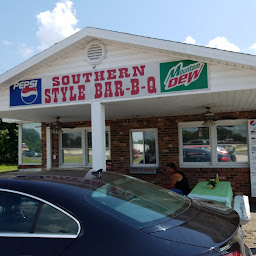 PEPSI
SOUTHERN
STYLE BAR-B-Q
Mountain
DEW